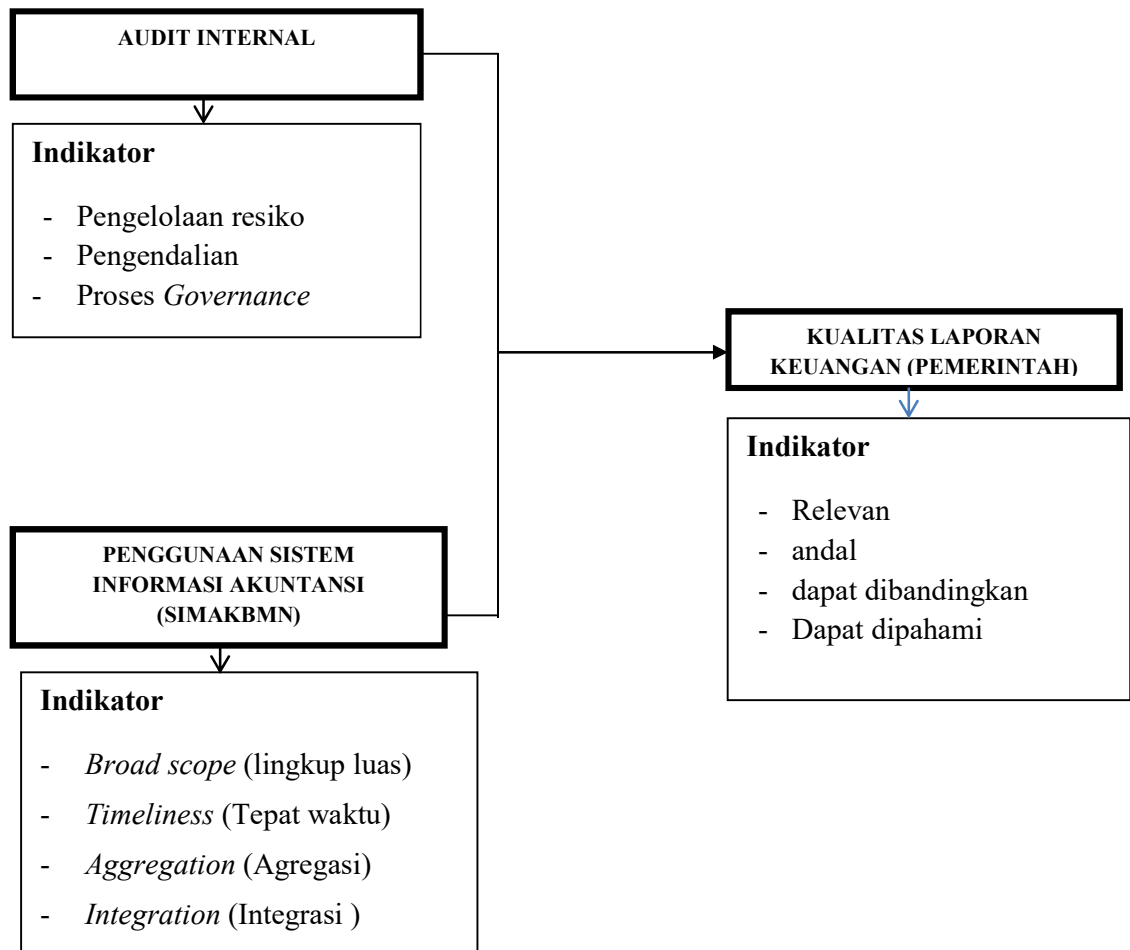 AUDIT INTERNAL
Indikator
- Pengelolaan resiko
- Pengendalian
- Proses Governance
KUALITAS LAPORAN
KEUANGAN (PEMERINTAH)
Indikator
- Relevan
- andal
- dapat dibandingkan
- Dapat dipahami
PENGGUNAAN SISTEM
INFORMASI AKUNTANSI
(SIMAKBMN)
Indikator
- Broad scope (lingkup luas)
- Timeliness (Tepat waktu)
- Aggregation (Agregasi)
- Integration (Integrasi )